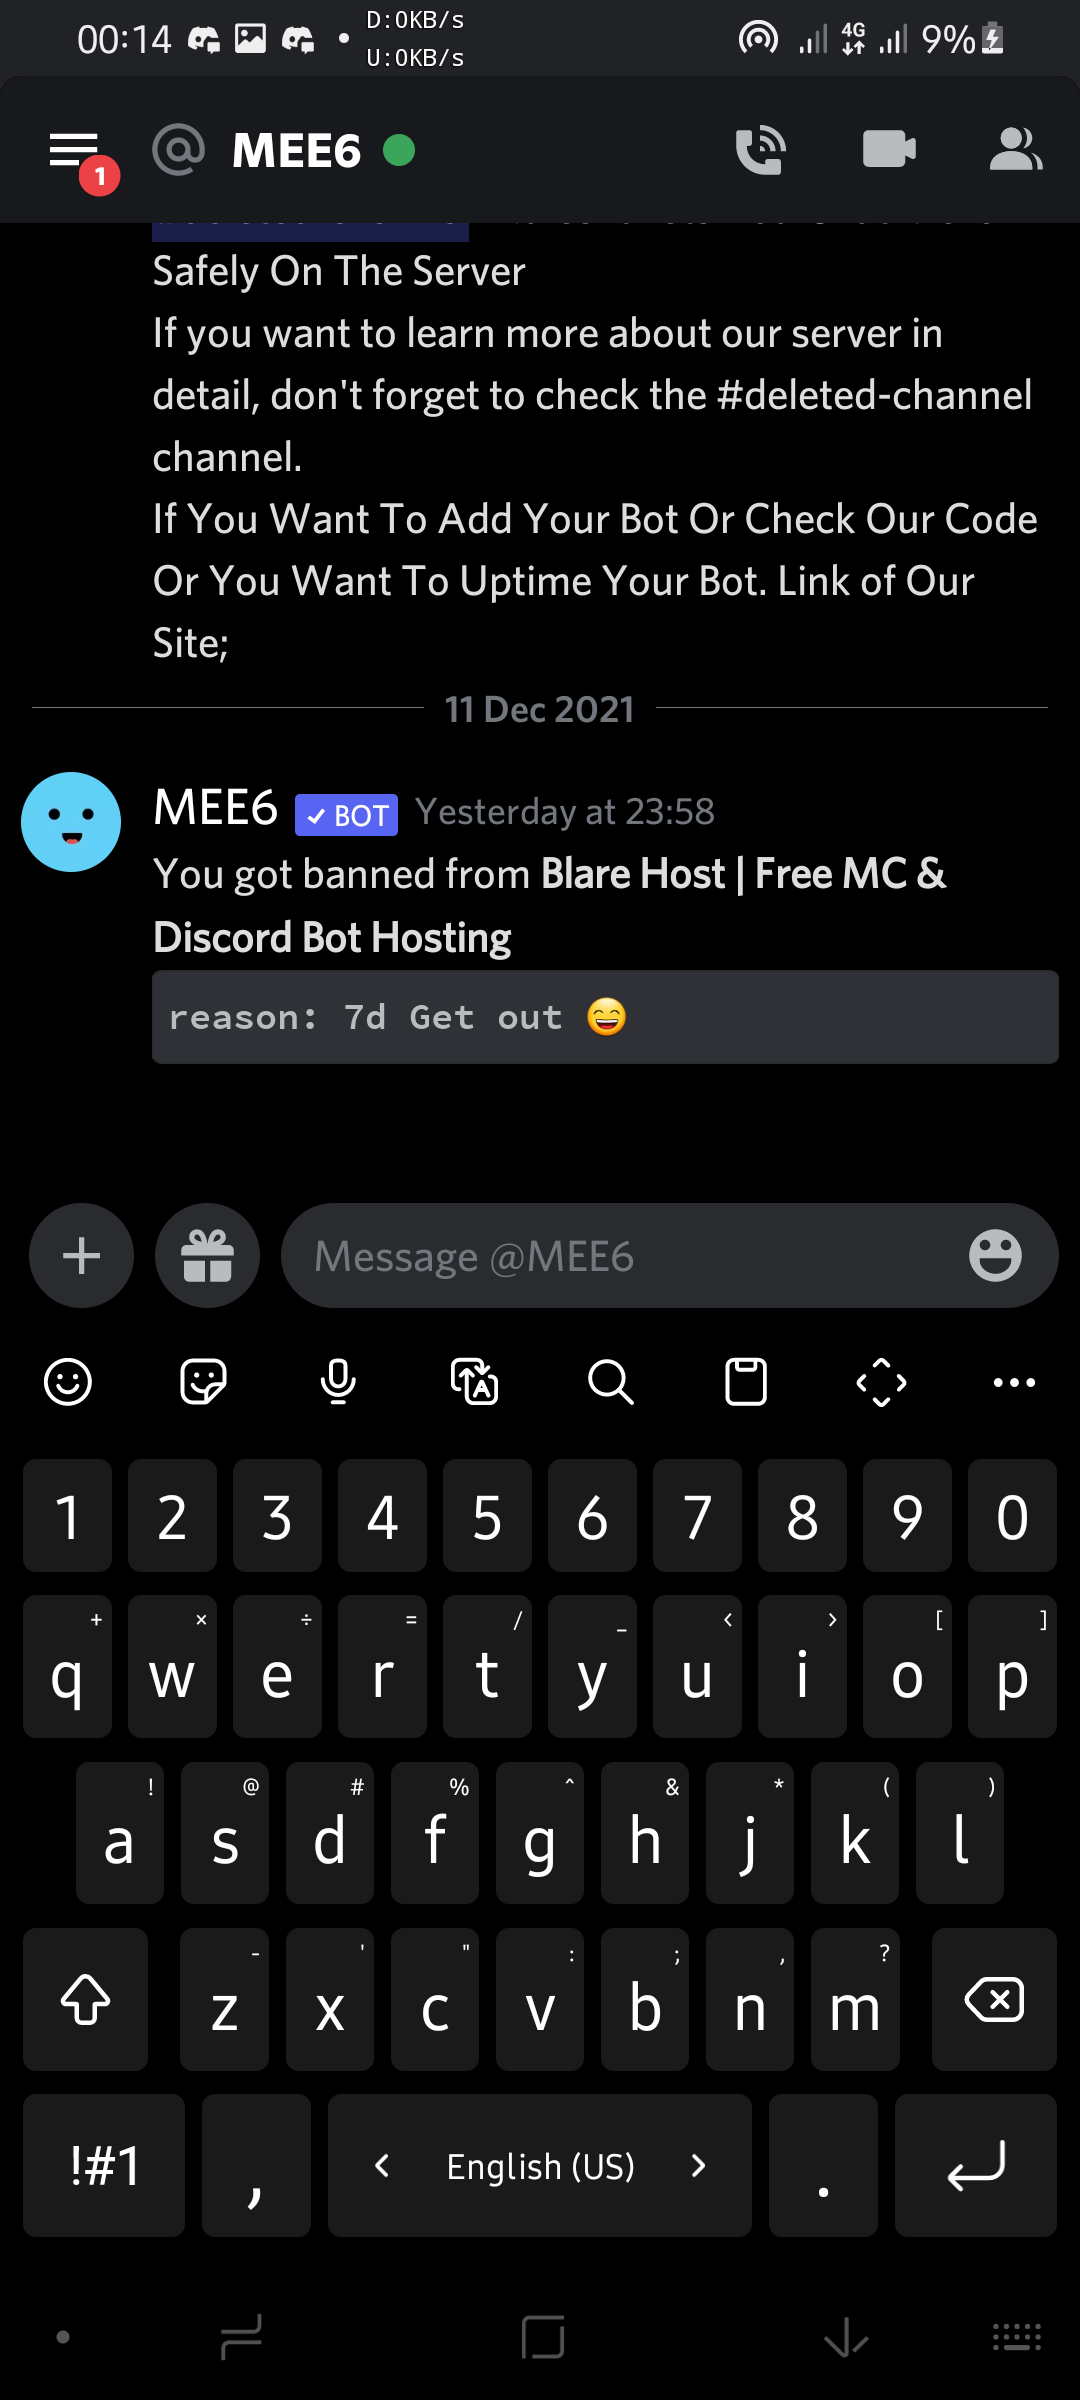 00:14
D:0KB/s
U:0KB/s
4G
9%
MEE6
1
Safely On The Server
If you want to learn more about our server in
detail, don't forget to check the #deleted-channel
channel.
If You Want To Add Your Bot Or Check Our Code
Or You Want To Uptime Your Bot. Link of Our
Site;
11 Dec 2021
MEE6 ✓ BOT Yesterday at 23:58
You got banned from Blare Host | Free MC &
Discord Bot Hosting
reason: 7d Get out 😄
Message @MEE6
1 2 3 4 5 6 7 8 9 0
+ × ÷ = / _ < > [ ]
q w e r t y u i o p
! @ # % ^ & * ( )
a s d f g h j k l
- ' " : ; , ?
z x c v b n m
!#1 , < English (US) > .